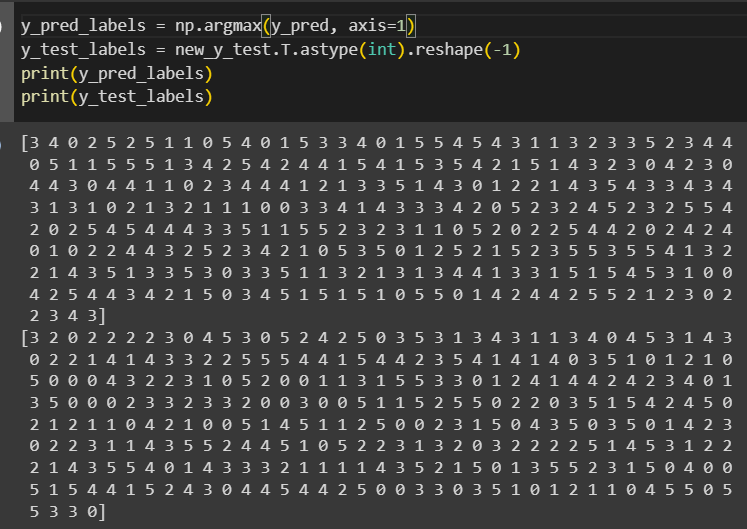 y_pred_labels = np.argmax(y_pred, axis=1)
y_test_labels = new_y_test.T.astype(int).reshape(-1)
print(y_pred_labels)
print(y_test_labels)
[3 4 0 2 5 2 5 1 1 0 5 4 0 1 5 3 3 4 0 1 5 5 4 5 4 3 1 1 3 2 3 3 5 2 3 4 4
0 5 1 1 5 5 5 1 3 4 2 5 4 2 4 4 1 5 4 1 5 3 5 4 2 1 5 1 4 3 2 3 0 4 2 3 0
4 4 3 0 4 4 1 1 0 2 3 4 4 4 1 2 1 3 3 5 1 4 3 0 1 2 2 1 4 3 5 4 3 3 4 3 4
3 1 3 1 0 2 1 3 2 1 1 1 0 0 3 3 4 1 4 3 3 3 4 2 0 5 2 3 2 4 5 2 3 2 5 5 4
2 0 2 5 4 5 4 4 4 3 3 5 1 1 5 5 2 3 2 3 1 1 0 5 2 0 2 2 5 4 4 2 0 2 4 2 4
0 1 0 2 2 4 4 3 2 5 2 3 4 2 1 0 5 3 5 0 1 2 5 2 1 5 2 3 5 5 3 5 5 4 1 3 2
2 1 4 3 5 1 3 3 5 3 0 3 3 5 1 1 3 2 1 3 1 3 4 4 1 3 3 1 5 1 5 4 5 3 1 0 0
4 2 5 4 4 3 4 2 1 5 0 3 4 5 1 5 1 5 1 0 5 5 0 1 4 2 4 4 2 5 5 2 1 2 3 0 2
2 3 4 3]
[3 2 0 2 2 2 2 3 0 4 5 3 0 5 2 4 2 5 0 3 5 3 1 3 4 3 1 1 3 4 0 4 5 3 1 4 3
0 2 2 1 4 1 4 3 3 2 2 5 5 5 4 4 1 5 4 4 2 3 5 4 1 4 1 4 0 3 5 1 0 1 2 1 0
5 0 0 0 4 3 2 2 3 1 0 5 2 0 0 1 1 3 1 5 5 3 3 0 1 2 4 1 4 4 2 4 2 3 4 0 1
3 5 0 0 0 2 3 3 2 3 3 2 0 0 3 0 0 5 1 1 5 2 5 5 0 2 2 0 3 5 1 5 4 2 4 5 0
2 1 2 1 1 0 4 2 1 0 0 5 1 4 5 1 1 2 5 0 0 2 3 1 5 0 4 3 5 0 3 5 0 1 4 2 3
0 2 2 3 1 1 4 3 5 5 2 4 4 5 1 0 5 2 2 3 1 3 2 0 3 2 2 2 2 5 1 4 5 3 1 2 2
2 1 4 3 5 5 4 0 1 4 3 3 3 2 1 1 1 1 4 3 5 2 1 5 0 1 3 5 5 2 3 1 5 0 4 0 0
5 1 5 4 4 1 5 2 4 3 0 4 4 5 4 4 2 5 0 0 3 3 0 3 5 1 0 1 2 1 1 0 4 5 5 0 5
5 3 3 0]